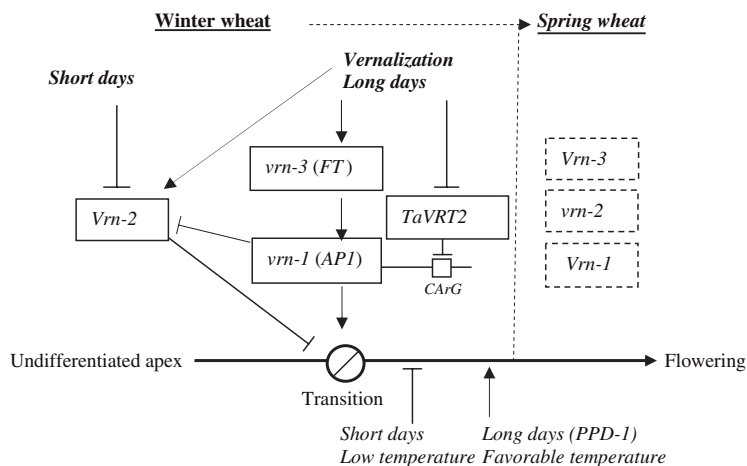 Winter wheat
Spring wheat
Short days
Vernalization
Long days
Vrn-3
vrn-3 (FT)
vrn-2
Vrn-2
TaVRT2
Vrn-1
vrn-1 (AP1)
CArG
Undifferentiated apex
Flowering
Transition
Short days
Low temperature
Long days (PPD-1)
Favorable temperature